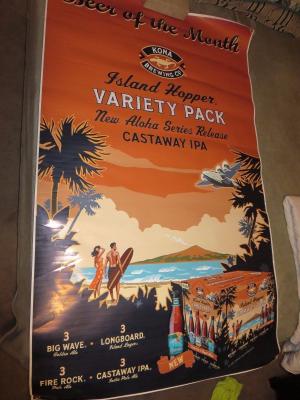 Beer of the Month
KONA
BREWING CO.
Island Hopper
VARIETY PACK
New Aloha Series Release
CASTAWAY IPA
3 BIG WAVE. Golden Ale
• 3 LONGBOARD. Island Lager
3 FIRE ROCK. Pale Ale
• 3 CASTAWAY IPA. India Pale Ale
NEW